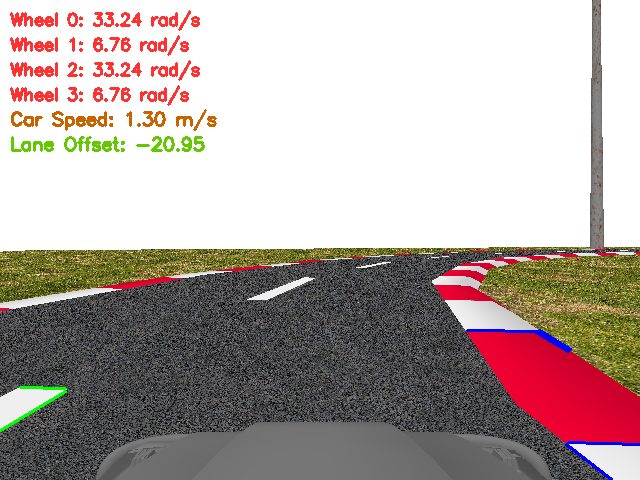 Wheel 0: 33.24 rad/s
Wheel 1: 6.76 rad/s
Wheel 2: 33.24 rad/s
Wheel 3: 6.76 rad/s
Car Speed: 1.30 m/s
Lane Offset: -20.95